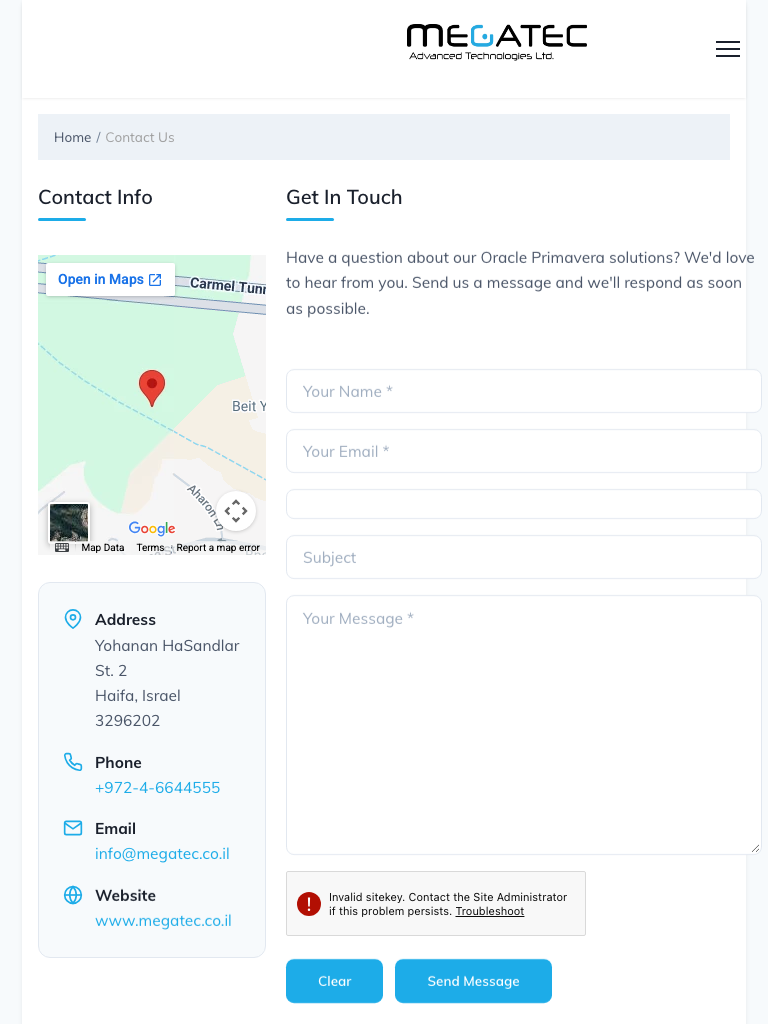 MEGATEC
Advanced Technologies Ltd.
Home / Contact Us
Contact Info
Open in Maps
Carmel Tunn
Beit Y
Aharon
Google
Map Data Terms Report a map error
Address
Yohanan HaSandlar
St. 2
Haifa, Israel
3296202
Phone
+972-4-6644555
Email
info@megatec.co.il
Website
www.megatec.co.il
Get In Touch
Have a question about our Oracle Primavera solutions? We'd love
to hear from you. Send us a message and we'll respond as soon
as possible.
Your Name *
Your Email *
Subject
Your Message *
Invalid sitekey. Contact the Site Administrator
if this problem persists. Troubleshoot
Clear
Send Message